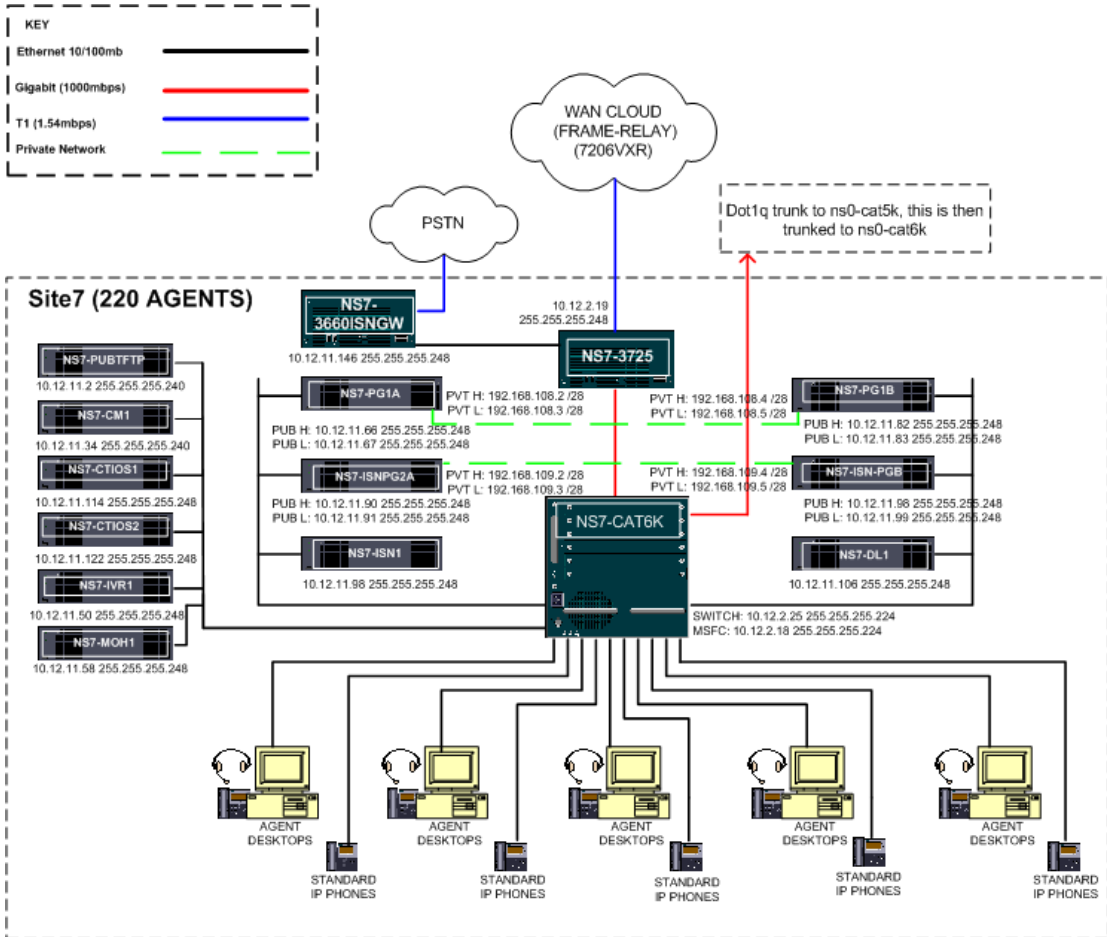 KEY
Ethernet 10/100mb
Gigabit (1000mbps)
T1 (1.54mbps)
Private Network
WAN CLOUD
(FRAME-RELAY)
(7206VXR)
PSTN
Dot1q trunk to ns0-cat5k, this is then
trunked to ns0-cat6k
Site7 (220 AGENTS)
NS7-
3660ISNGW
10.12.11.146 255.255.255.248
10.12.2.19
255.255.255.248
NS7-3725
NS7-PUBTFTP
10.12.11.2 255.255.255.240
NS7-CM1
10.12.11.34 255.255.255.240
NS7-CTIOS1
10.12.11.114 255.255.255.248
NS7-CTIOS2
10.12.11.122 255.255.255.248
NS7-IVR1
10.12.11.50 255.255.255.248
NS7-MOH1
10.12.11.58 255.255.255.248
NS7-PG1A
PVT H: 192.168.108.2 /28
PVT L: 192.168.108.3 /28
PUB H: 10.12.11.66 255.255.255.248
PUB L: 10.12.11.67 255.255.255.248
NS7-ISNPG2A
PVT H: 192.168.109.2 /28
PVT L: 192.168.109.3 /28
PUB H: 10.12.11.90 255.255.255.248
PUB L: 10.12.11.91 255.255.255.248
NS7-ISN1
10.12.11.98 255.255.255.248
NS7-PG1B
PVT H: 192.168.108.4 /28
PVT L: 192.168.108.5 /28
PUB H: 10.12.11.82 255.255.255.248
PUB L: 10.12.11.83 255.255.255.248
NS7-ISN-PGB
PVT H: 192.168.109.4 /28
PVT L: 192.168.109.5 /28
PUB H: 10.12.11.98 255.255.255.248
PUB L: 10.12.11.99 255.255.255.248
NS7-DL1
10.12.11.106 255.255.255.248
NS7-CAT6K
SWITCH: 10.12.2.25 255.255.255.224
MSFC: 10.12.2.18 255.255.255.224
AGENT
DESKTOPS
AGENT
DESKTOPS
AGENT
DESKTOPS
AGENT
DESKTOPS
AGENT
DESKTOPS
STANDARD
IP PHONES
STANDARD
IP PHONES
STANDARD
IP PHONES
STANDARD
IP PHONES
STANDARD
IP PHONES